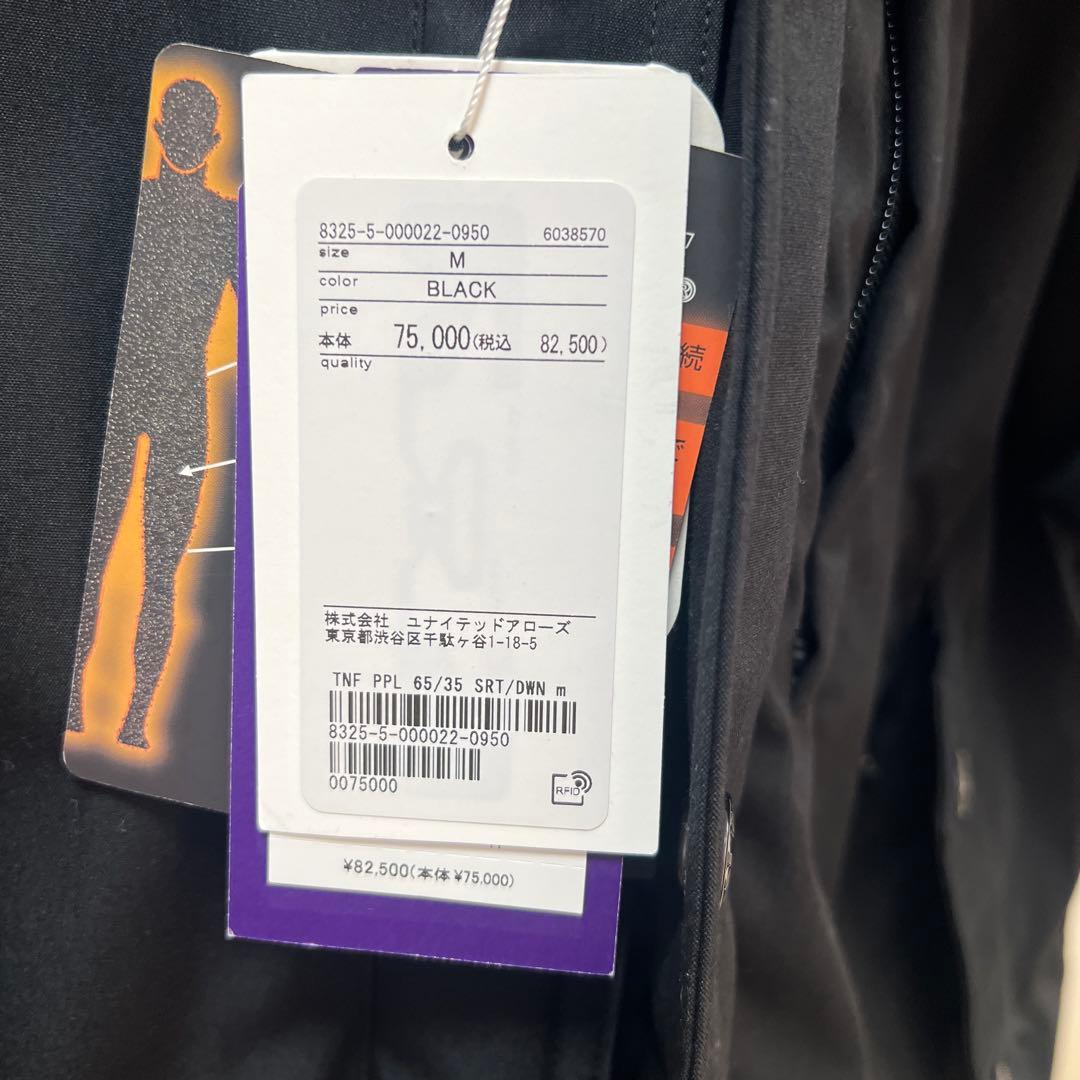 8325-5-000022-0950 6038570
size M
color BLACK
price
本体 75,000(税込 82,500)
quality
株式会社 ユナイテッドアローズ
東京都渋谷区千駄ヶ谷1-18-5
TNF PPL 65/35 SRT/DWN m
8325-5-000022-0950
0075000
RFID
¥82,500(本体¥75,000)
続